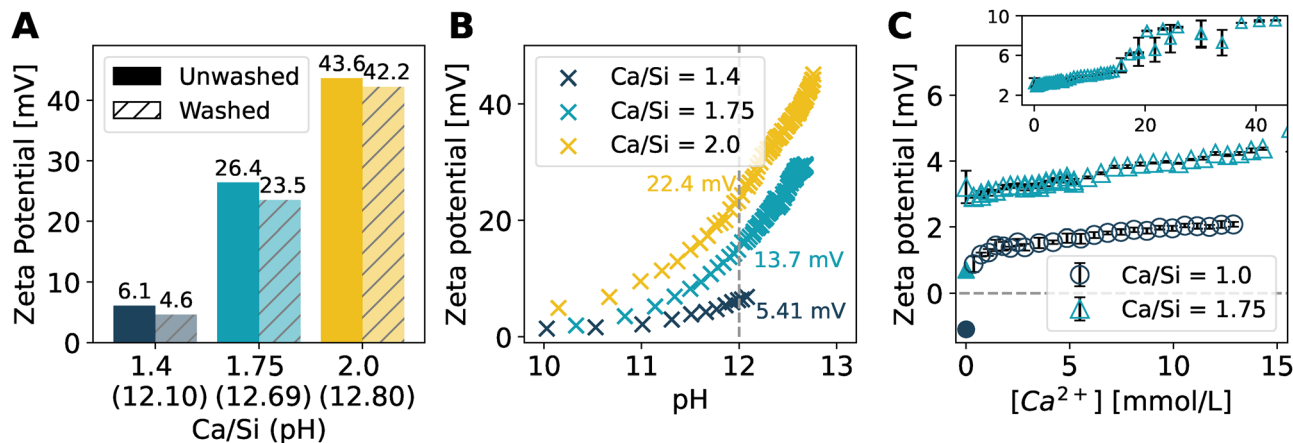 A
Zeta Potential [mV]
40
30
20
10
0
Unwashed
Washed
6.1
4.6
26.4
23.5
43.6
42.2
1.4
(12.10)
1.75
(12.69)
2.0
(12.80)
Ca/Si (pH)
B
Zeta potential [mV]
40
20
0
Ca/Si = 1.4
Ca/Si = 1.75
Ca/Si = 2.0
22.4 mV
13.7 mV
5.41 mV
10
11
12
13
pH
C
Zeta potential [mV]
6
4
2
0
10
6
2
0
20
40
Ca/Si = 1.0
Ca/Si = 1.75
0
5
10
15
[Ca²⁺] [mmol/L]